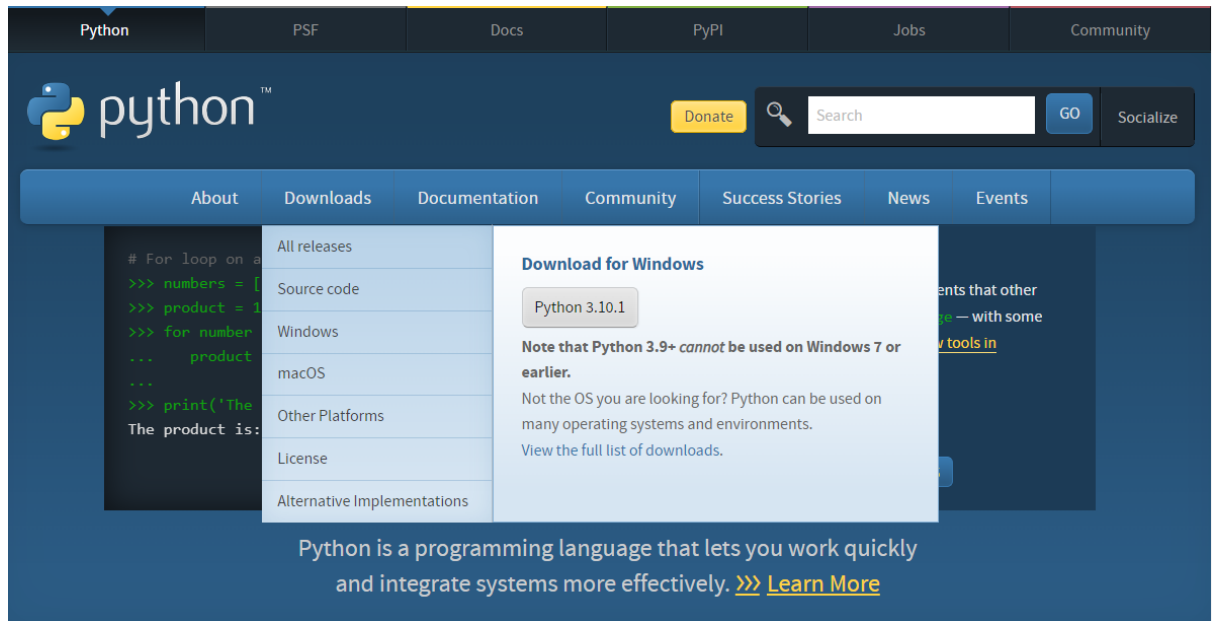 Python PSF Docs PyPI Jobs Community
python™
Donate Search GO Socialize
About Downloads Documentation Community Success Stories News Events
# For loop on a
>>> numbers = [
>>> product = 1
>>> for number
... product
...
>>> print('The
The product is:
All releases
Source code
Windows
macOS
Other Platforms
License
Alternative Implementations
Download for Windows
Python 3.10.1
Note that Python 3.9+ cannot be used on Windows 7 or
earlier.
Not the OS you are looking for? Python can be used on
many operating systems and environments.
View the full list of downloads.
that other
— with some
tools in
Python is a programming language that lets you work quickly
and integrate systems more effectively. >>> Learn More